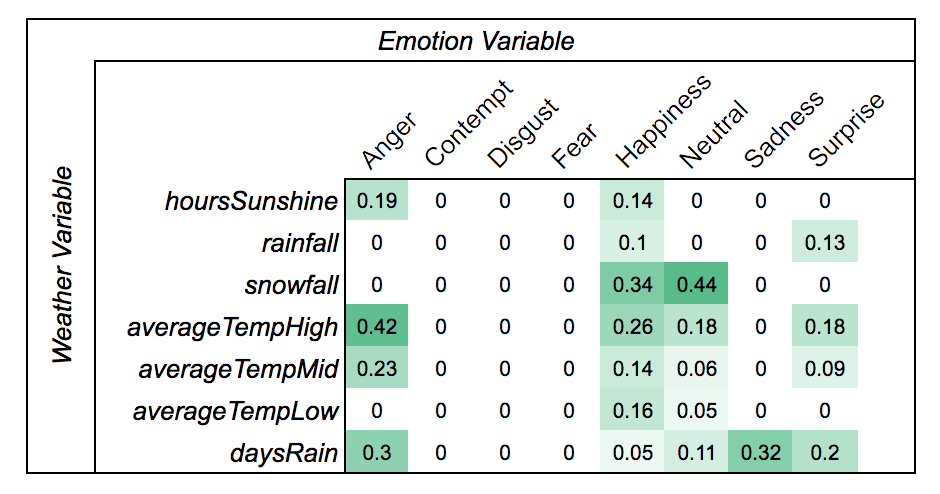 Emotion Variable
Weather Variable
Anger Contempt Disgust Fear Happiness Neutral Sadness Surprise
hoursSunshine 0.19 0 0 0 0.14 0 0 0
rainfall 0 0 0 0 0.1 0 0 0.13
snowfall 0 0 0 0 0.34 0.44 0 0
averageTempHigh 0.42 0 0 0 0.26 0.18 0 0.18
averageTempMid 0.23 0 0 0 0.14 0.06 0 0.09
averageTempLow 0 0 0 0 0.16 0.05 0 0
daysRain 0.3 0 0 0 0.05 0.11 0.32 0.2